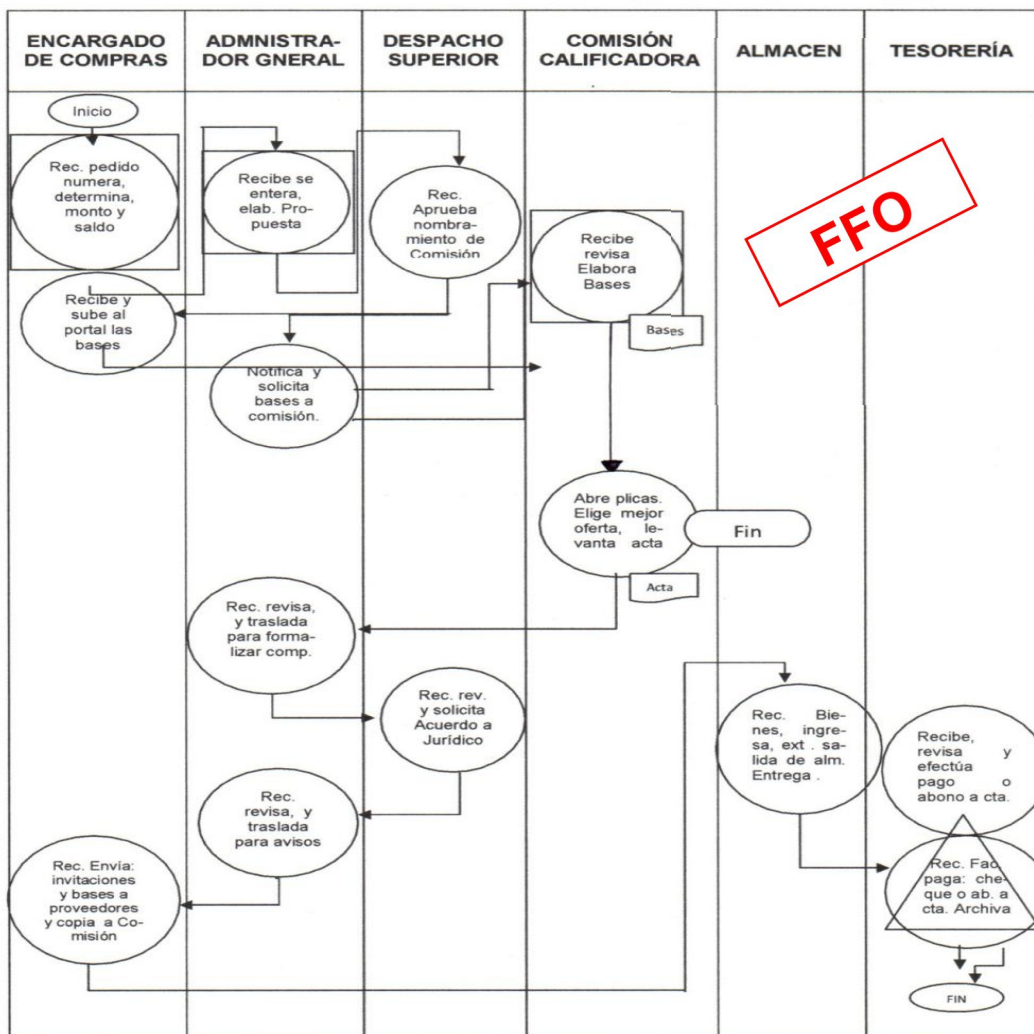 ENCARGADO
DE COMPRAS
ADMNISTRA-
DOR GNERAL
DESPACHO
SUPERIOR
COMISIÓN
CALIFICADORA
ALMACEN
TESORERÍA
Inicio
Rec. pedido
numera,
determina,
monto y
saldo
Recibe se
entera,
elab. Pro-
puesta
Rec.
Aprueba
nombra-
miento de
Comisión
Recibe
revisa
Elabora
Bases
Bases
FFO
Recibe y
sube al
portal las
bases
Notifica y
solicita
bases a
comisión.
Abre plicas.
Elige mejor
oferta, le-
vanta acta
Fin
Acta
Rec. revisa,
y traslada
para forma-
lizar comp.
Rec. rev.
y solicita
Acuerdo a
Jurídico
Rec. Bie-
nes, ingre-
sa, ext . sa-
lida de alm.
Entrega .
Recibe,
revisa y
efectúa
pago o
abono a cta.
Rec.
revisa, y
traslada
para avisos
Rec. Envía:
invitaciones
y bases a
proveedores
y copia a Co-
misión
Rec. Fac.
paga: che-
que o ab. a
cta. Archiva
FIN